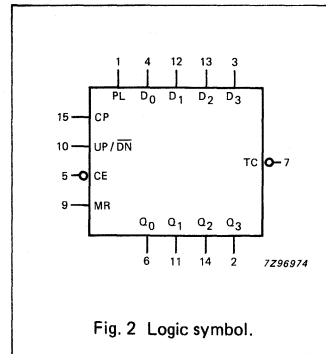 1 4 12 13 3
PL D0 D1 D2 D3
15 CP
10 UP/D̅N̅
TC 7
5 CE
9 MR
Q0 Q1 Q2 Q3
6 11 14 2
7Z96974
Fig. 2 Logic symbol.